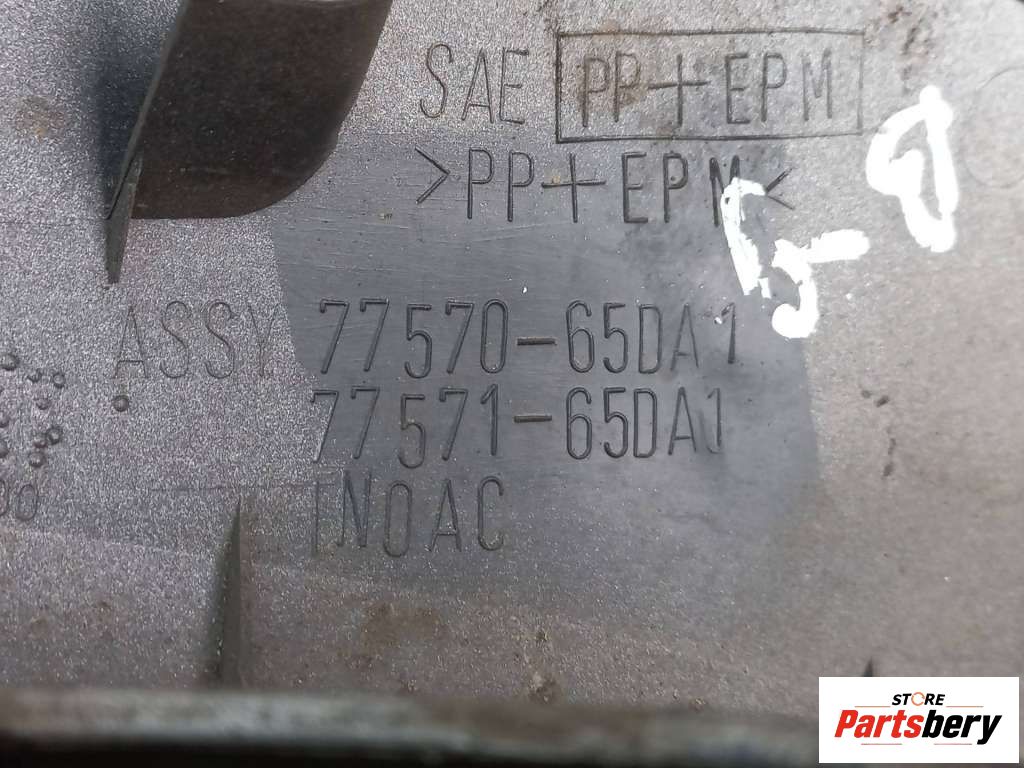 SAE PP+EPM
>PP+EPM<
ASSY 77570-65DA1
77571-65DA1
INOAC
STORE
Partsbery